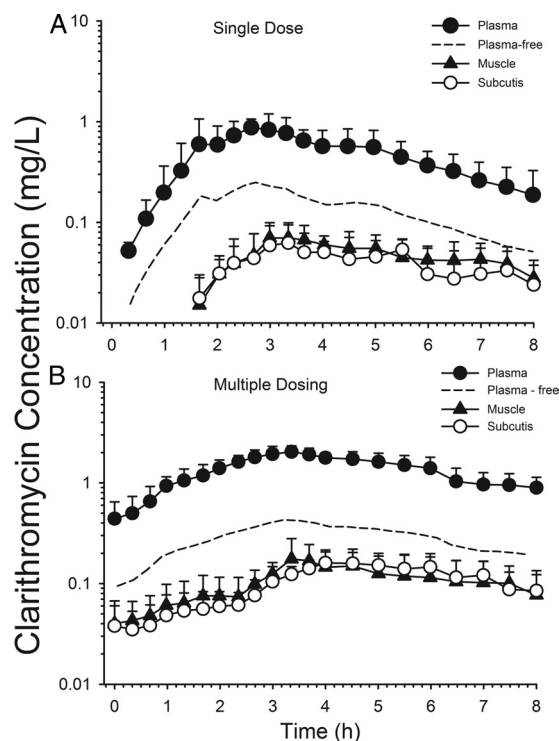 A
Single Dose
Plasma
Plasma-free
Muscle
Subcutis
1
1
0.1
0.01
0 1 2 3 4 5 6 7 8
Clarithromycin Concentration (mg/L)
B
Multiple Dosing
Plasma
Plasma - free
Muscle
Subcutis
10
1
0.1
0.01
0 1 2 3 4 5 6 7 8
Time (h)